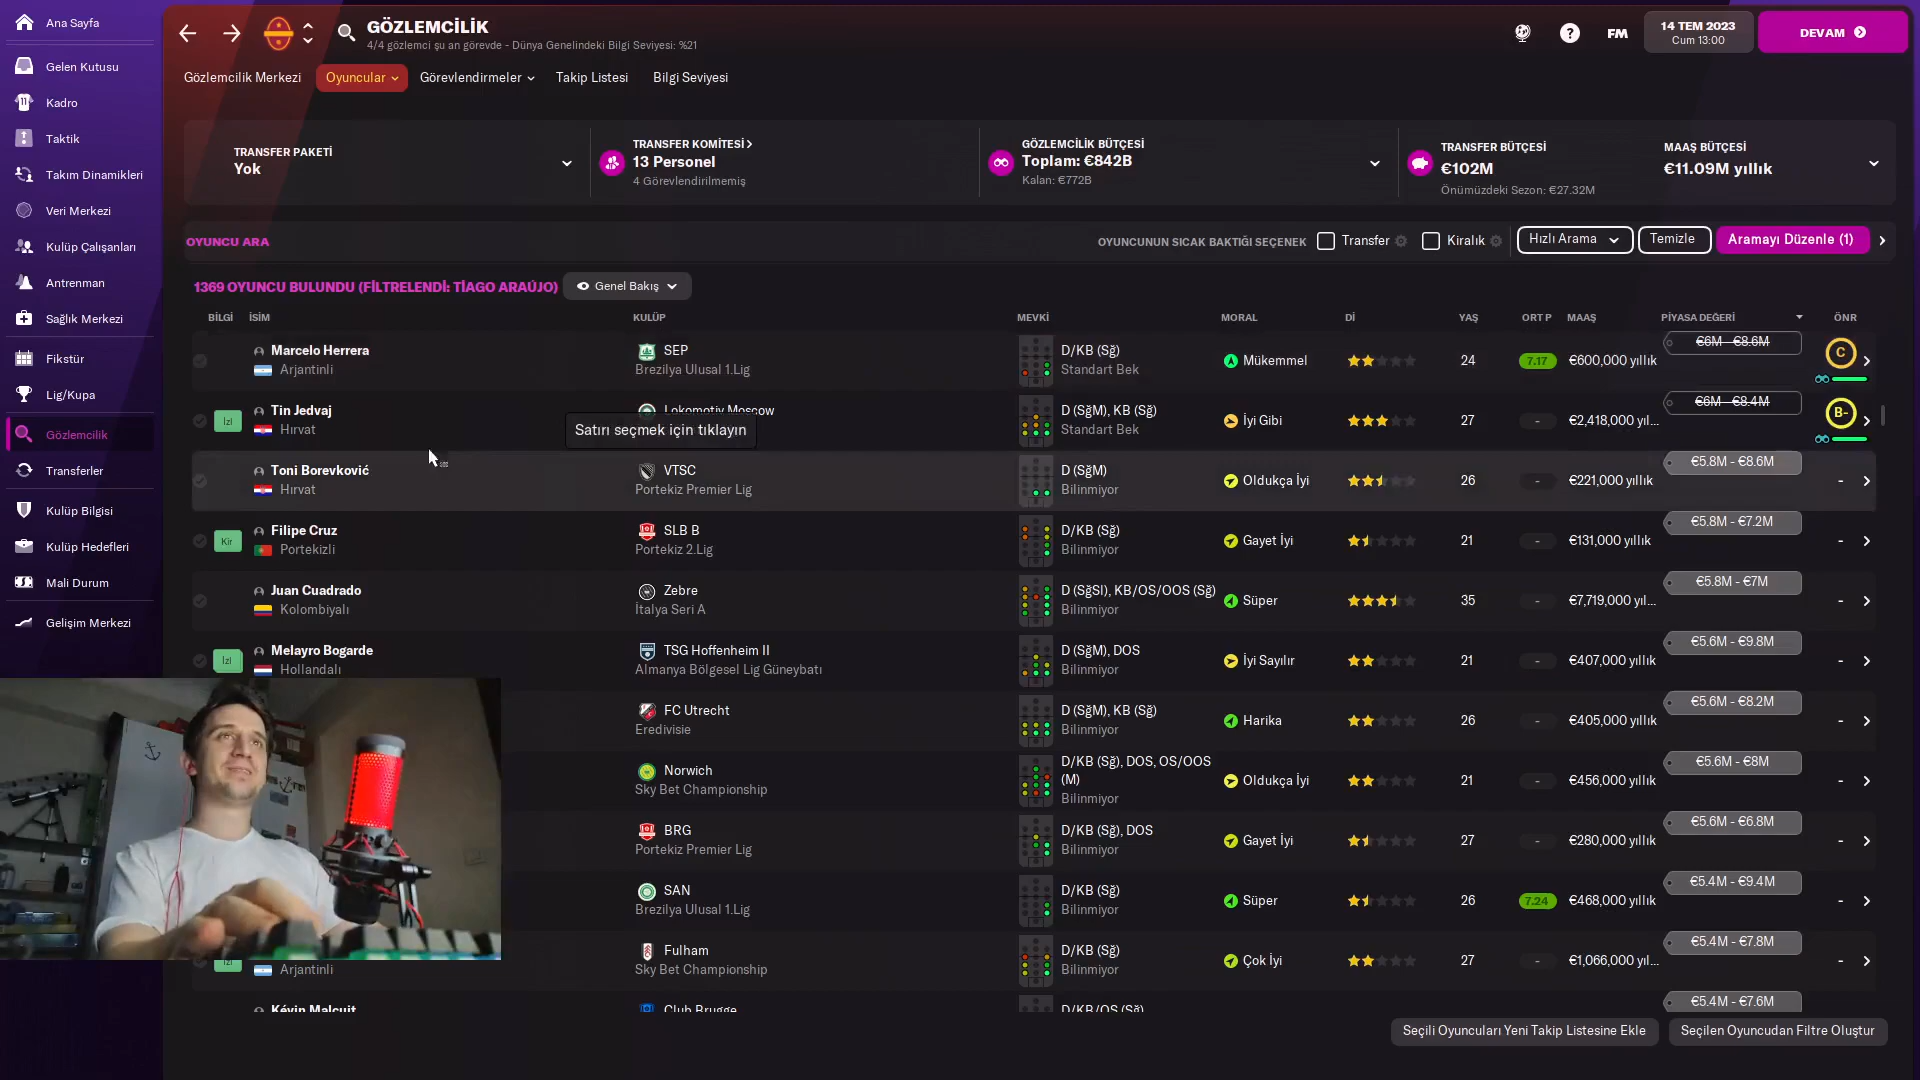 Ana Sayfa
Gelen Kutusu
Kadro
Taktik
Takım Dinamikleri
Veri Merkezi
Kulüp Çalışanları
Antrenman
Sağlık Merkezi
Fikstür
Lig/Kupa
Gözlemcilik
Transferler
Kulüp Bilgisi
Kulüp Hedefleri
Mali Durum
Gelişim Merkezi
GÖZLEMCİLİK
4/4 gözlemci şu an görevde - Dünya Genelindeki Bilgi Seviyesi: %21
FM
14 TEM 2023
Cum 13:00
DEVAM
Gözlemcilik Merkezi Oyuncular Görevlendirmeler Takip Listesi Bilgi Seviyesi
TRANSFER PAKETİ
Yok
TRANSFER KOMİTESİ
13 Personel
4 Görevlendirilmemiş
GÖZLEMCİLİK BÜTÇESİ
Toplam: €842B
Kalan: €772B
TRANSFER BÜTÇESİ
€102M
Önümüzdeki Sezon: €27.32M
MAAŞ BÜTÇESİ
€11.09M yıllık
OYUNCU ARA
OYUNCUNUN SICAK BAKTIĞI SEÇENEK Transfer Kiralık Hızlı Arama Temizle Aramayı Düzenle (1)
1369 OYUNCU BULUNDU (FİLTRELENDİ: TİAGO ARAÚJO) Genel Bakış
BİLGİ İSİM KULÜP MEVKİ MORAL Dİ YAŞ ORT P MAAŞ PİYASA DEĞERİ ÖNR
Marcelo Herrera SEP D/KB (Sğ) Mükemmel 24 7.17 €600,000 yıllık €6M - €8.6M C
Arjantinli Brezilya Ulusal 1.Lig Standart Bek
İzl Tin Jedvaj Lokomotiv Moscow D (SğM), KB (Sğ) İyi Gibi 27 - €2,418,000 yıl... €6M - €8.4M B-
Hırvat Standart Bek
Satırı seçmek için tıklayın
Toni Borevković VTSC D (SğM) Oldukça İyi 26 - €221,000 yıllık €5.8M - €8.6M -
Hırvat Portekiz Premier Lig Bilinmiyor
Kir Filipe Cruz SLB B D/KB (Sğ) Gayet İyi 21 - €131,000 yıllık €5.8M - €7.2M -
Portekizli Portekiz 2.Lig Bilinmiyor
Juan Cuadrado Zebre D (SğSl), KB/OS/OOS (Sğ) Süper 35 - €7,719,000 yıl... €5.8M - €7M -
Kolombiyalı İtalya Seri A Bilinmiyor
İzl Melayro Bogarde TSG Hoffenheim II D (SğM), DOS İyi Sayılır 21 - €407,000 yıllık €5.6M - €9.8M -
Hollandalı Almanya Bölgesel Lig Güneybatı Bilinmiyor
FC Utrecht D (SğM), KB (Sğ) Harika 26 - €405,000 yıllık €5.6M - €8.2M -
Eredivisie Bilinmiyor
Norwich D/KB (Sğ), DOS, OS/OOS (M) Oldukça İyi 21 - €456,000 yıllık €5.6M - €8M -
Sky Bet Championship Bilinmiyor
BRG D/KB (Sğ), DOS Gayet İyi 27 - €280,000 yıllık €5.6M - €6.8M -
Portekiz Premier Lig Bilinmiyor
SAN D/KB (Sğ) Süper 26 7.24 €468,000 yıllık €5.4M - €9.4M -
Brezilya Ulusal 1.Lig Bilinmiyor
İzl Fulham D/KB (Sğ) Çok İyi 27 - €1,066,000 yıl... €5.4M - €7.8M -
Arjantinli Sky Bet Championship Bilinmiyor
Kévin Malcuit Club Brugge D/KB/OS (Sğ) €5.4M - €7.6M
Seçili Oyuncuları Yeni Takip Listesine Ekle Seçilen Oyuncudan Filtre Oluştur